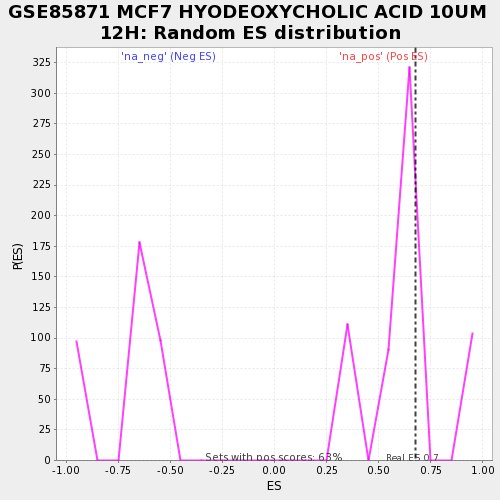 GSE85871 MCF7 HYODEOXYCHOLIC ACID 10UM
12H: Random ES distribution
'na_neg' (Neg ES)
'na_pos' (Pos ES)
325
300
275
250
225
200
175
150
125
100
75
50
25
0
P(ES)
Sets with pos scores: 63%
Real ES 0.7
-1.00
-0.75
-0.50
-0.25
0.00
0.25
0.50
0.75
1.00
ES